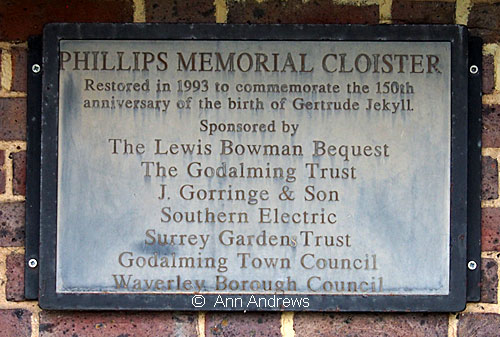 PHILLIPS MEMORIAL CLOISTER
Restored in 1993 to commemorate the 150th
anniversary of the birth of Gertrude Jekyll.
Sponsored by
The Lewis Bowman Bequest
The Godalming Trust
J. Gorringe & Son
Southern Electric
Surrey Gardens Trust
Godalming Town Council
Waverley Borough Council
© Ann Andrews